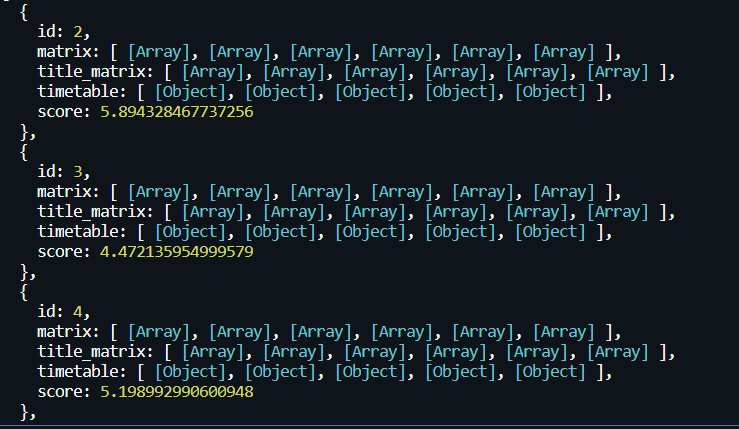 {
id: 2,
matrix: [ [Array], [Array], [Array], [Array], [Array], [Array] ],
title_matrix: [ [Array], [Array], [Array], [Array], [Array], [Array] ],
timetable: [ [Object], [Object], [Object], [Object], [Object] ],
score: 5.894328467737256
},
{
id: 3,
matrix: [ [Array], [Array], [Array], [Array], [Array], [Array] ],
title_matrix: [ [Array], [Array], [Array], [Array], [Array], [Array] ],
timetable: [ [Object], [Object], [Object], [Object], [Object] ],
score: 4.472135954999579
},
{
id: 4,
matrix: [ [Array], [Array], [Array], [Array], [Array], [Array] ],
title_matrix: [ [Array], [Array], [Array], [Array], [Array], [Array] ],
timetable: [ [Object], [Object], [Object], [Object], [Object] ],
score: 5.198992990600948
},